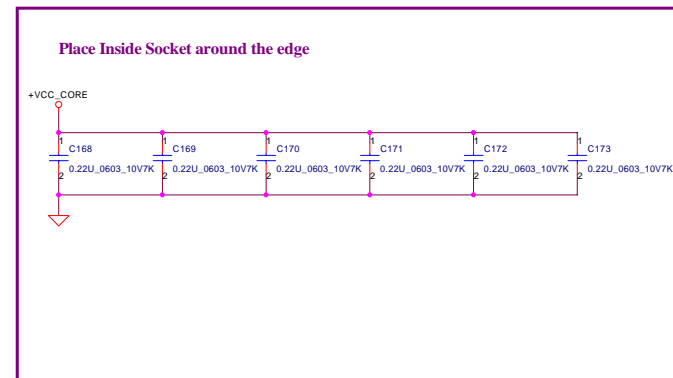 Place Inside Socket around the edge
+VCC_CORE
1 1 1 1 1 1
C168 C169 C170 C171 C172 C173
0.22U_0603_10V7K 0.22U_0603_10V7K 0.22U_0603_10V7K 0.22U_0603_10V7K 0.22U_0603_10V7K 0.22U_0603_10V7K
2 2 2 2 2 2